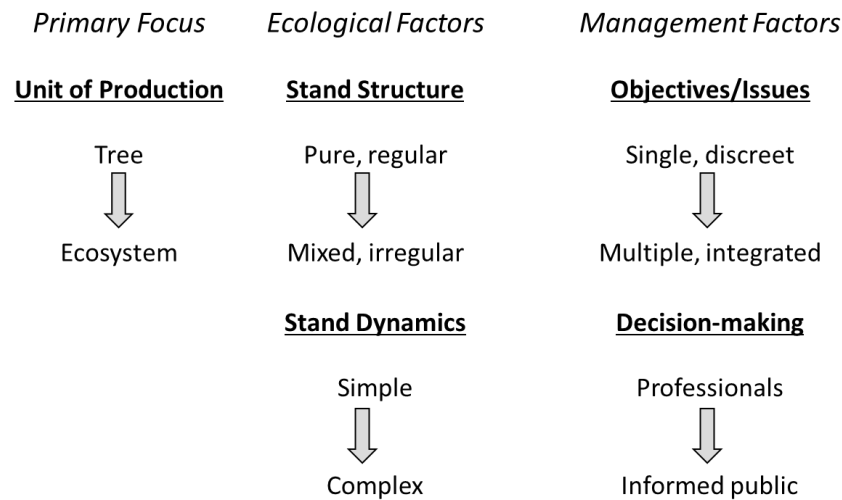 Primary Focus Ecological Factors Management Factors
Unit of Production Stand Structure Objectives/Issues
Tree Pure, regular Single, discreet
Ecosystem Mixed, irregular Multiple, integrated
Stand Dynamics Decision-making
Simple Professionals
Complex Informed public